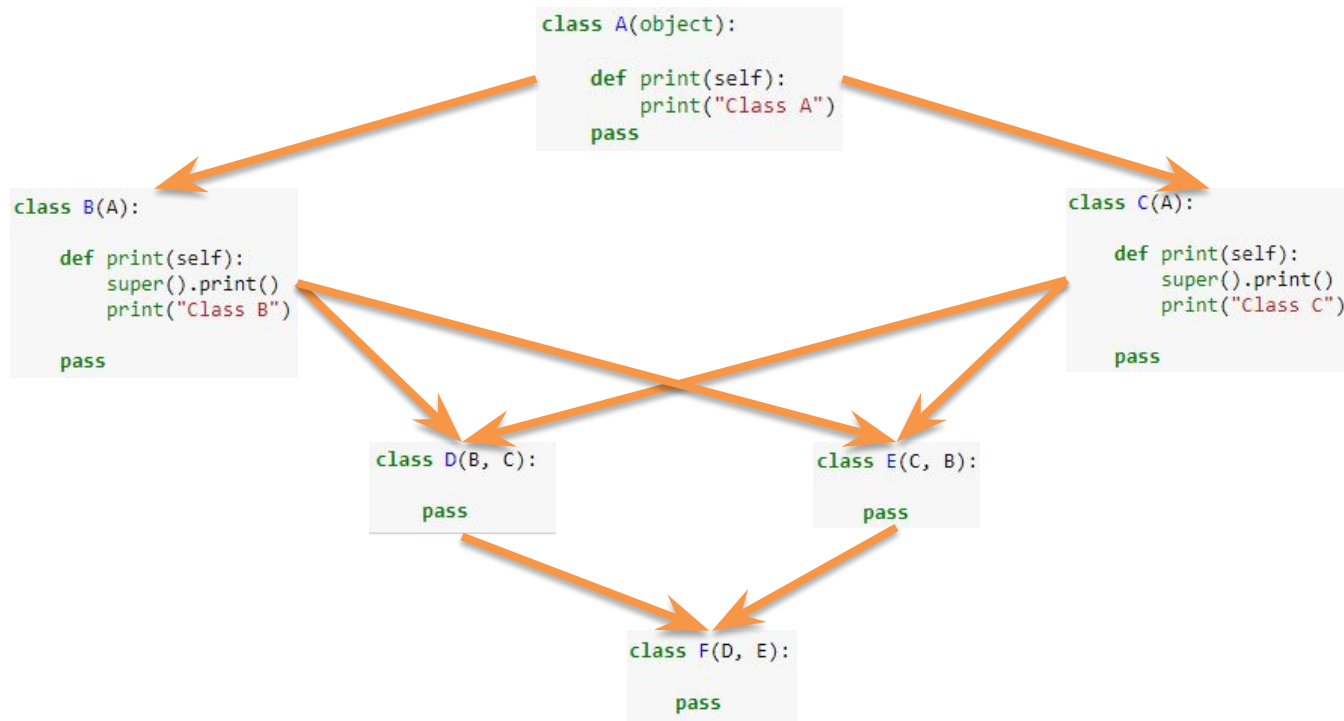 class A(object):
    def print(self):
        print("Class A")
    pass
class B(A):
    def print(self):
        super().print()
        print("Class B")
    pass
class C(A):
    def print(self):
        super().print()
        print("Class C")
    pass
class D(B, C):
    pass
class E(C, B):
    pass
class F(D, E):
    pass